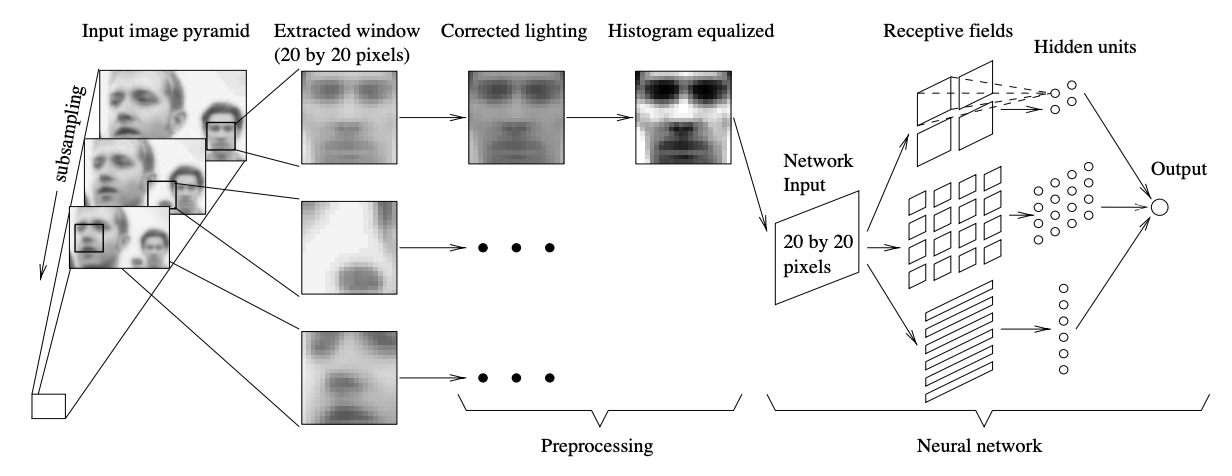 Input image pyramid
Extracted window
(20 by 20 pixels)
Corrected lighting
Histogram equalized
Receptive fields
Hidden units
subsampling
Network
Input
Output
20 by 20
pixels
Preprocessing
Neural network